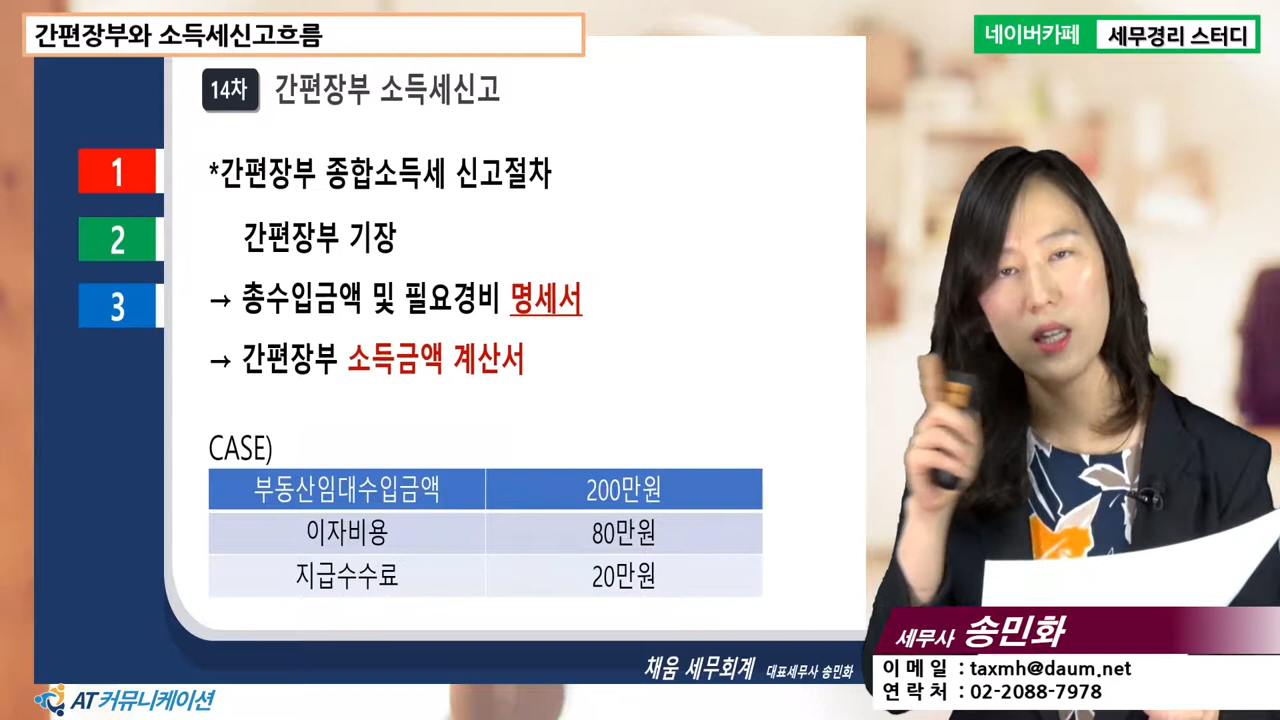 간편장부와 소득세신고흐름
네이버카페 세무경리 스터디
14차 간편장부 소득세신고
1
*간편장부 종합소득세 신고절차
2
간편장부 기장
3
→ 총수입금액 및 필요경비 명세서
→ 간편장부 소득금액 계산서
CASE)
부동산임대수입금액 200만원
이자비용 80만원
지급수수료 20만원
세무사 송민화
이 메 일 : taxmh@daum.net
연 락 처 : 02-2088-7978
채움 세무회계 대표세무사 송민화
AT커뮤니케이션